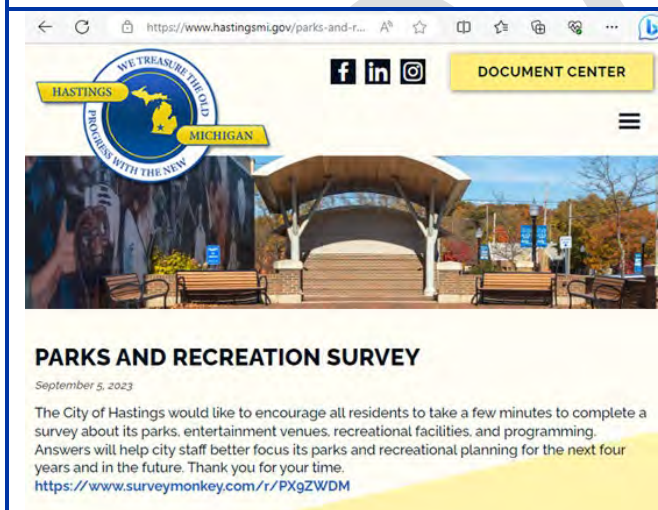 https://www.hastingsmi.gov/parks-and-r...
WE TREASURE THE OLD
HASTINGS
MICHIGAN
PROGRESS WITH THE NEW
DOCUMENT CENTER
PARKS AND RECREATION SURVEY
September 5, 2023
The City of Hastings would like to encourage all residents to take a few minutes to complete a
survey about its parks, entertainment venues, recreational facilities, and programming.
Answers will help city staff better focus its parks and recreational planning for the next four
years and in the future. Thank you for your time.
https://www.surveymonkey.com/r/PX9ZWDM